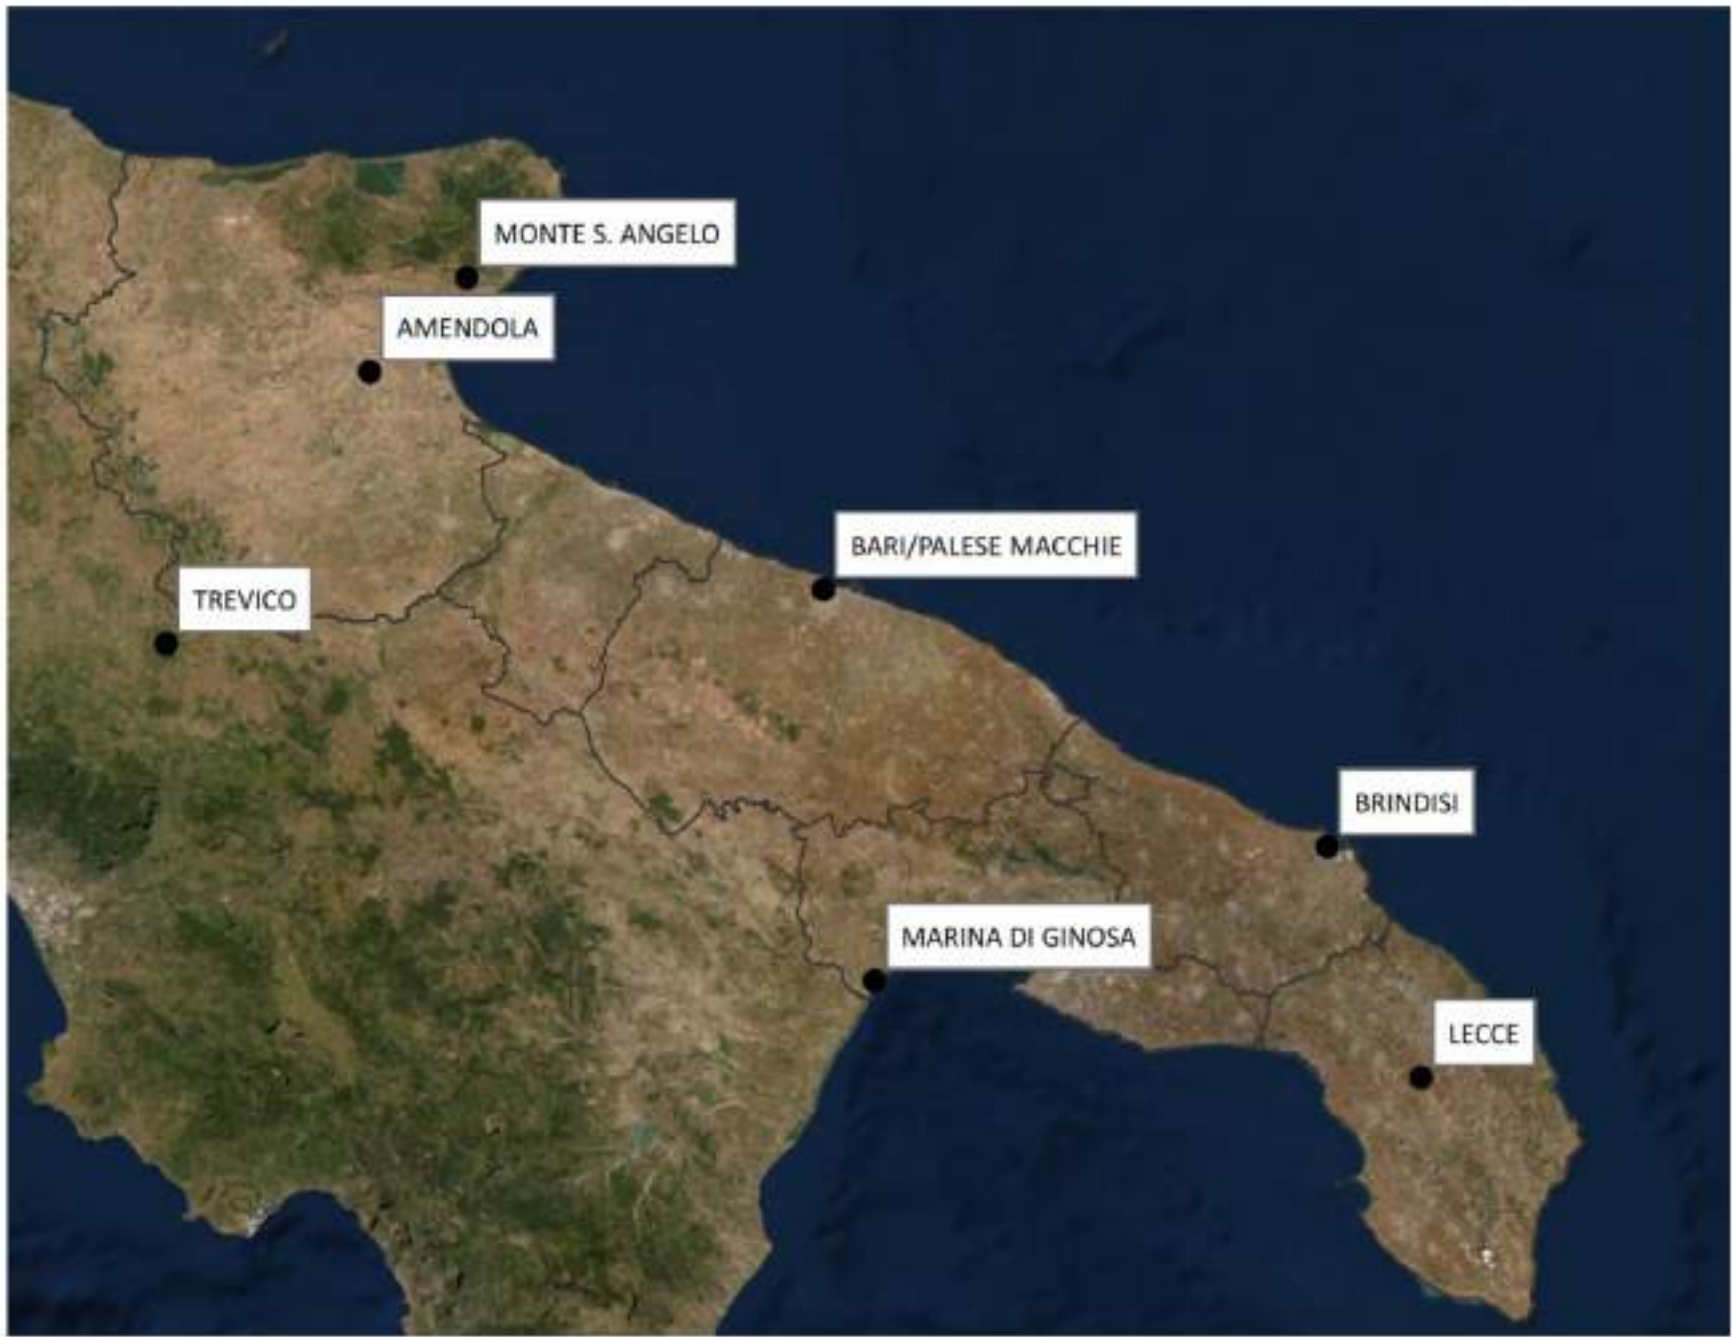 MONTE S. ANGELO
AMENDOLA
BARI/PALESE MACCHIE
TREVICO
BRINDISI
MARINA DI GINOSA
LECCE